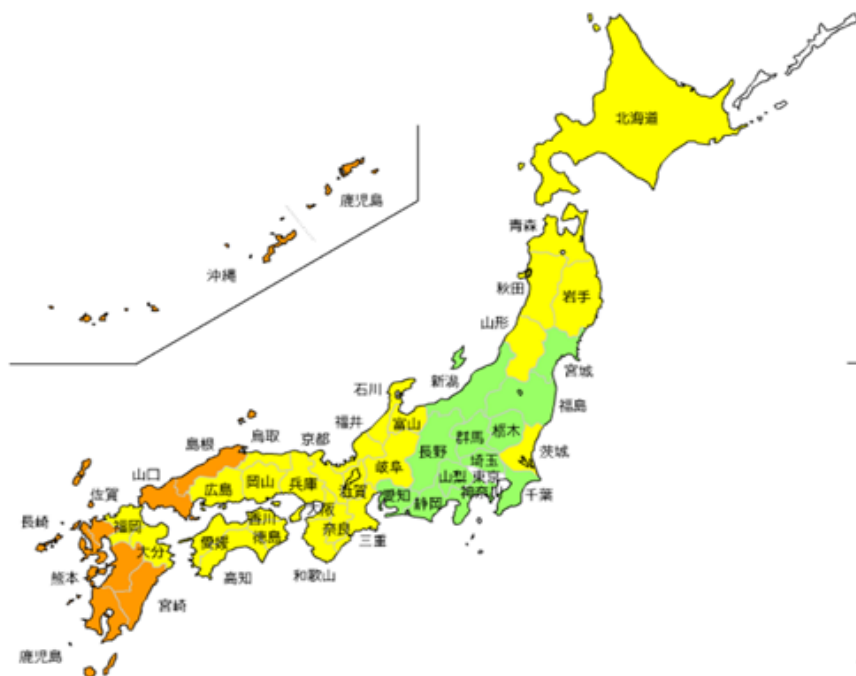 北海道
鹿児島
青森
沖縄
秋田
岩手
山形
宮城
新潟
石川
福島
福井
富山
島根
鳥取
京都
長野
群馬
栃木
茨城
山口
岐阜
埼玉
広島
岡山
兵庫
滋賀
山梨
東京
佐賀
愛知
静岡
神奈川
千葉
長崎
福岡
香川
大阪
奈良
三重
大分
愛媛
徳島
熊本
高知
和歌山
宮崎
鹿児島